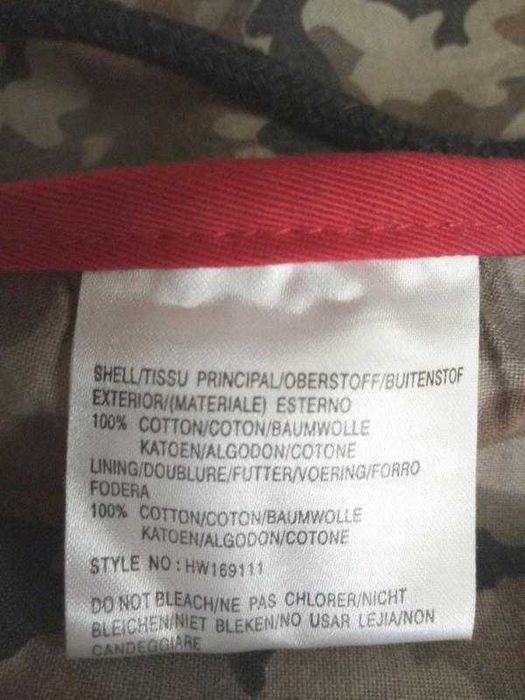 SHELL/TISSU PRINCIPAL/OBERSTOFF/BUITENSTOF
EXTERIOR/(MATERIALE) ESTERNO
100% COTTON/COTON/BAUMWOLLE
KATOEN/ALGODON/COTONE
LINING/DOUBLURE/FUTTER/VOERING/FORRO
FODERA
100% COTTON/COTON/BAUMWOLLE
KATOEN/ALGODON/COTONE
STYLE NO: HW169111
DO NOT BLEACH/NE PAS CHLORER/NICHT
BLEICHEN/NIET BLEKEN/NO USAR LEJIA/NON
CANDEGGIARE